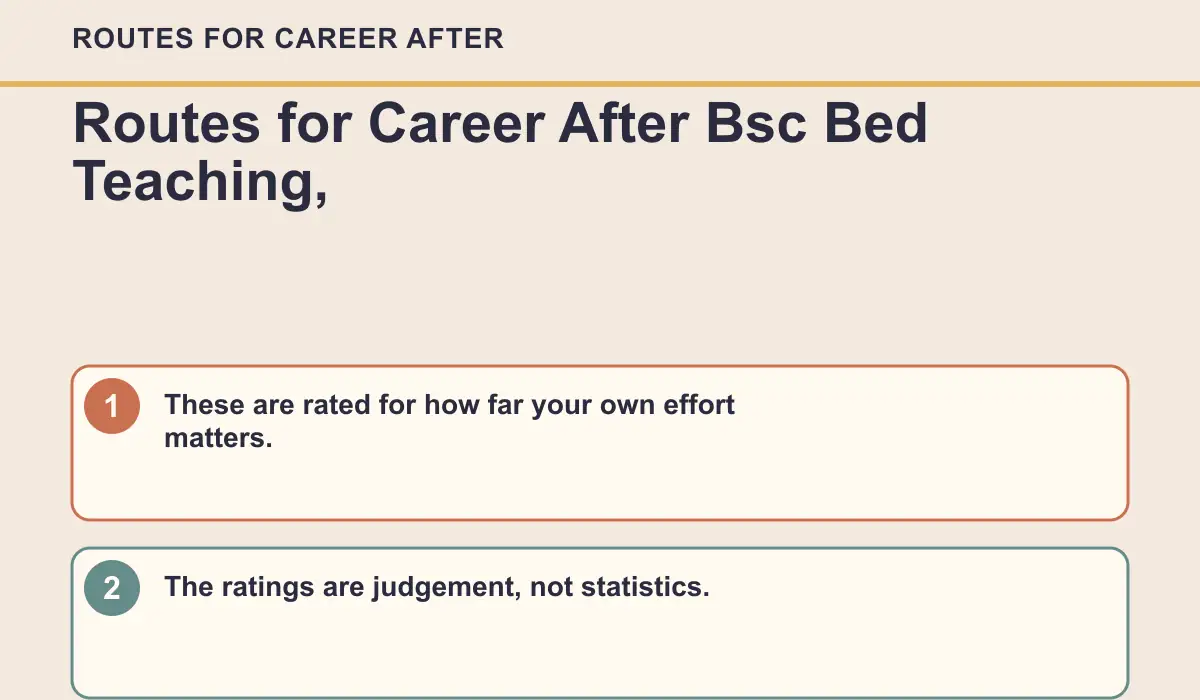 ROUTES FOR CAREER AFTER
Routes for Career After Bsc Bed
Teaching,
1
These are rated for how far your own effort
matters.
2
The ratings are judgement, not statistics.